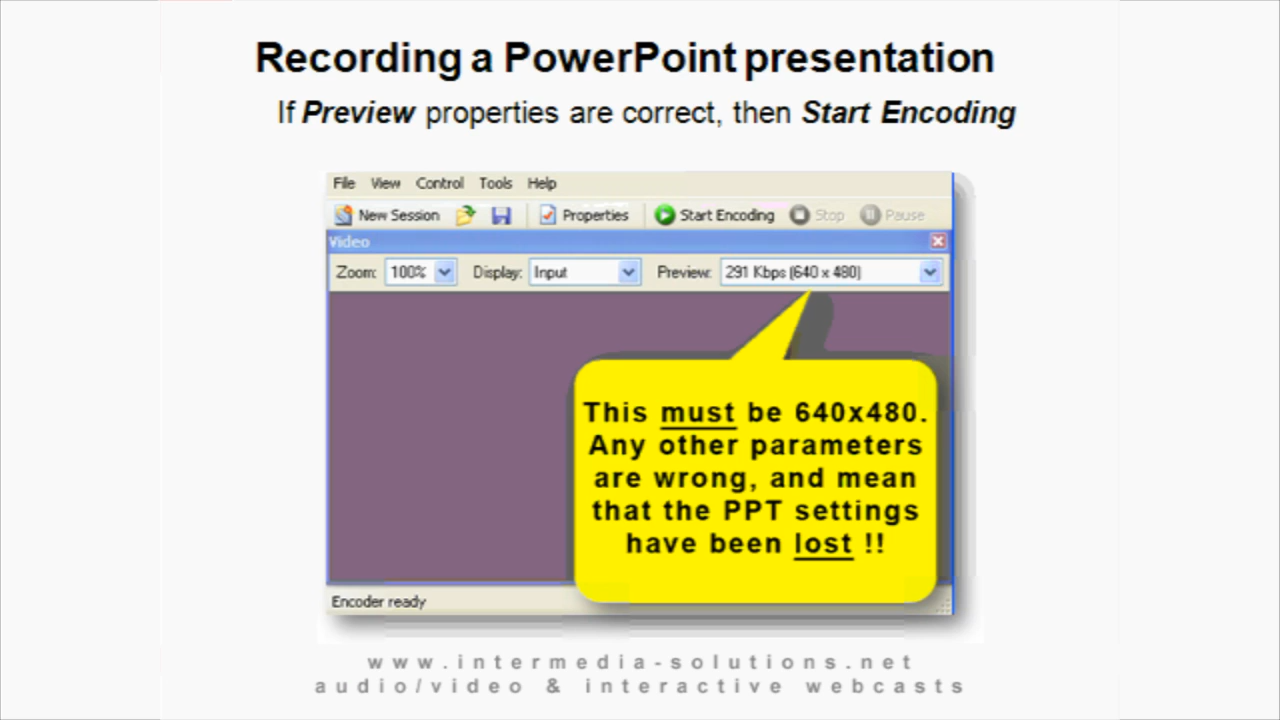 Recording a PowerPoint presentation
If Preview properties are correct, then Start Encoding
File View Control Tools Help
New Session Properties Start Encoding Stop Pause
Video
Zoom: 100% Display: Input Preview: 291 Kbps (640 x 480)
This must be 640x480.
Any other parameters
are wrong, and mean
that the PPT settings
have been lost !!
Encoder ready
www.intermedia-solutions.net
audio/video & interactive webcasts